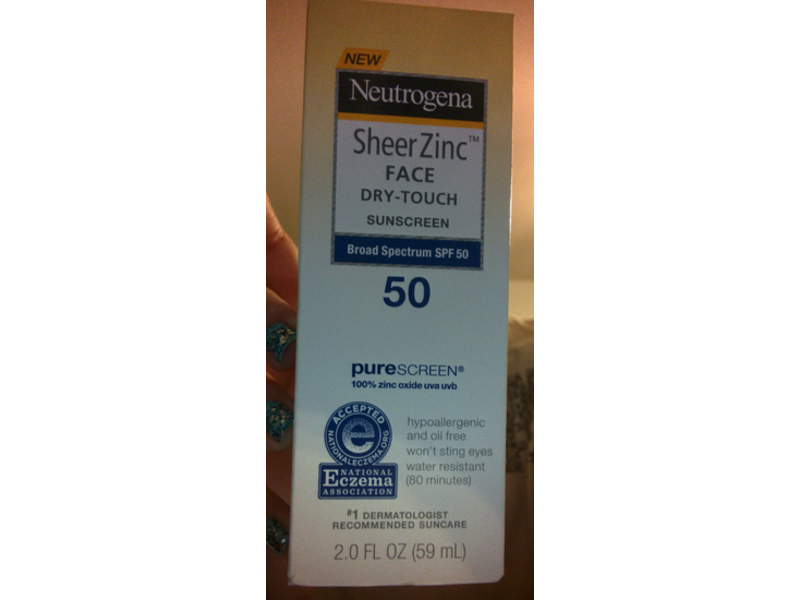 NEW
Neutrogena
SheerZinc™
FACE
DRY-TOUCH
SUNSCREEN
Broad Spectrum SPF 50
50
purescreen®
100% zinc oxide uva uvb
ACCEPTED
NATIONALECZEMA.ORG
e
NATIONAL
Eczema
ASSOCIATION
hypoallergenic
and oil free
won't sting eyes
water resistant
(80 minutes)
#1 DERMATOLOGIST
RECOMMENDED SUNCARE
2.0 FL OZ (59 mL)